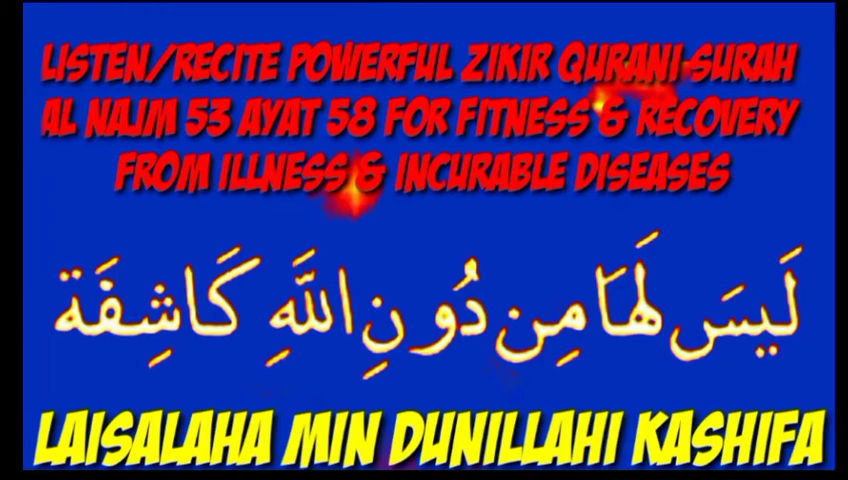 LISTEN/RECITE POWERFUL ZIKIR QURANI SURAH
AL NAJM 53 AYAT 58 FOR FITNESS & RECOVERY
FROM ILLNESS & INCURABLE DISEASES
لَيسَ لَهَا مِن دُونِ اللَّهِ كَاشِفَة
LAISALAHA MIN DUNILLAHI KASHIFA